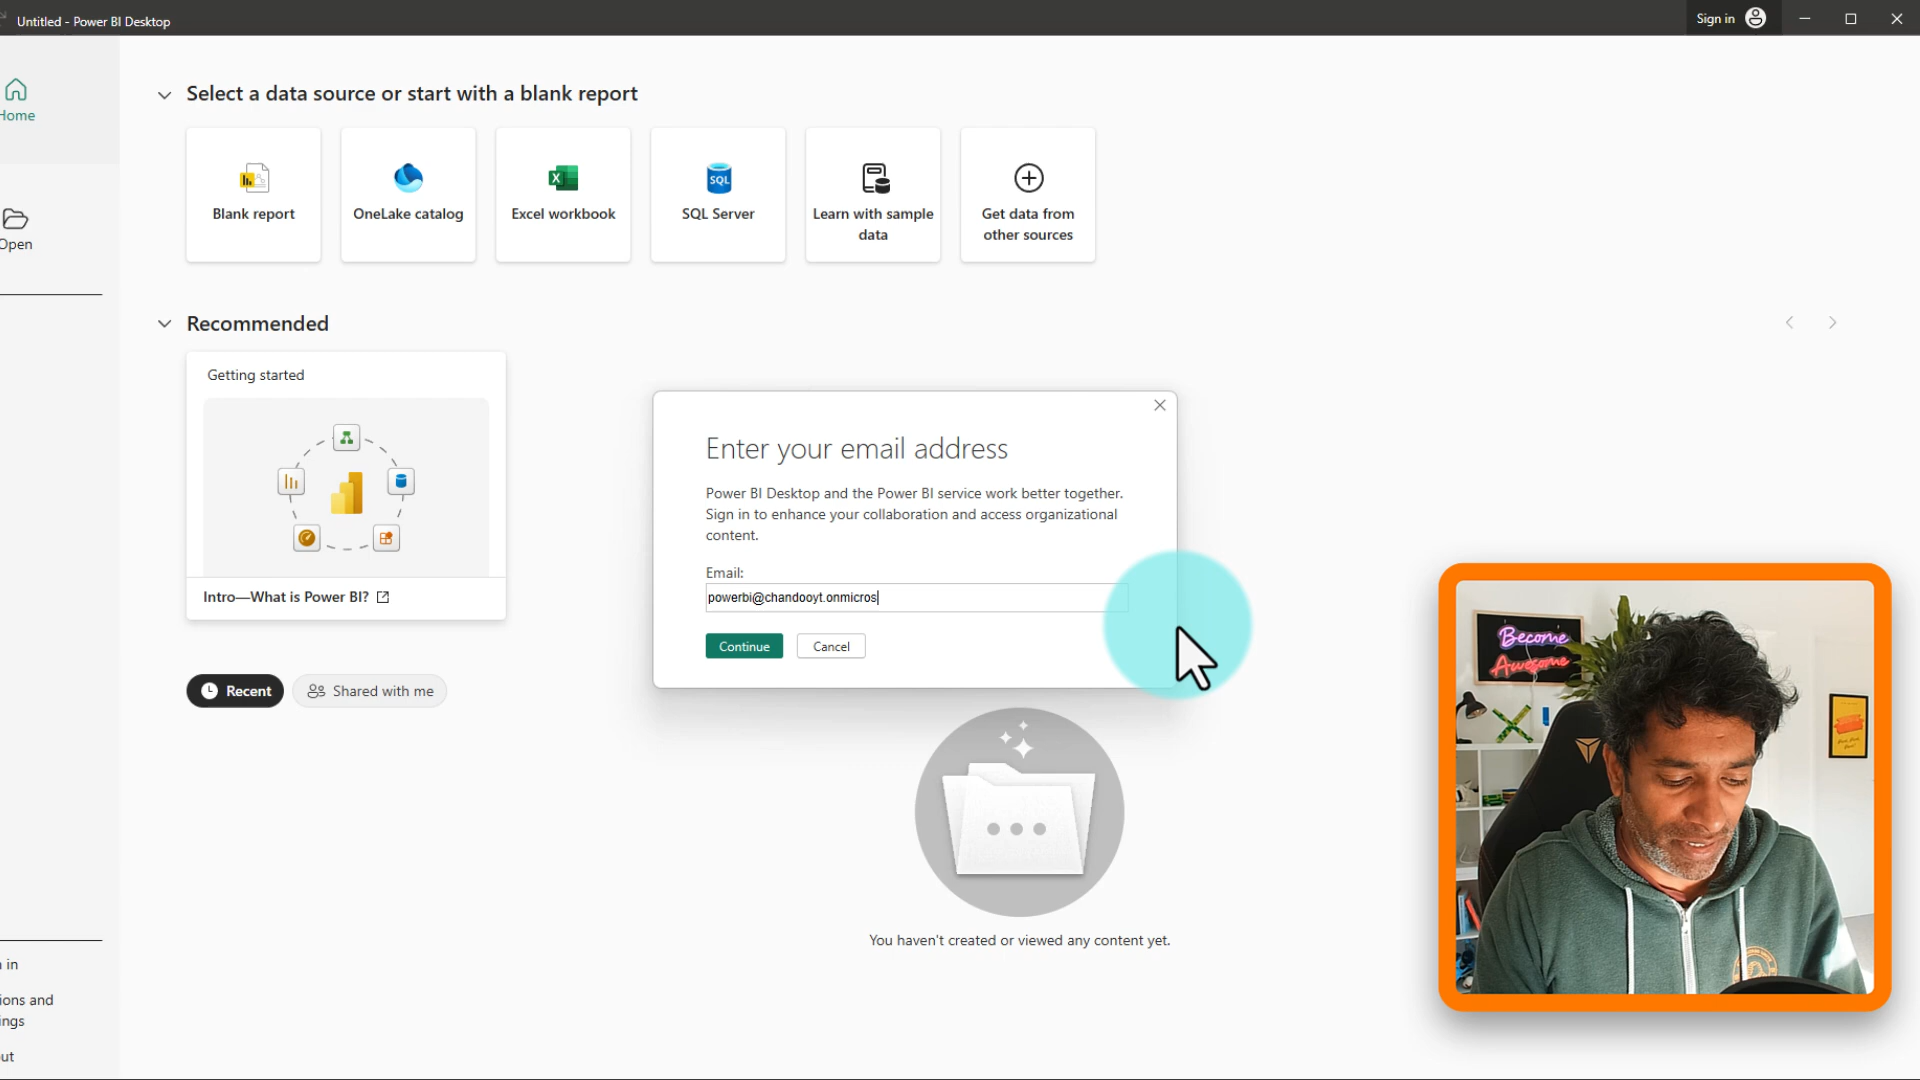 Untitled - Power BI Desktop
Sign in
Home
Open
Select a data source or start with a blank report
Blank report
OneLake catalog
Excel workbook
SQL
SQL Server
Learn with sample
data
Get data from
other sources
Recommended
Getting started
Intro—What is Power BI?
Enter your email address
Power BI Desktop and the Power BI service work better together.
Sign in to enhance your collaboration and access organizational
content.
Email:
powerbi@chandooyt.onmicros
Continue
Cancel
Recent
Shared with me
You haven't created or viewed any content yet.
Become
Awesome
in
ions and
ings
ut